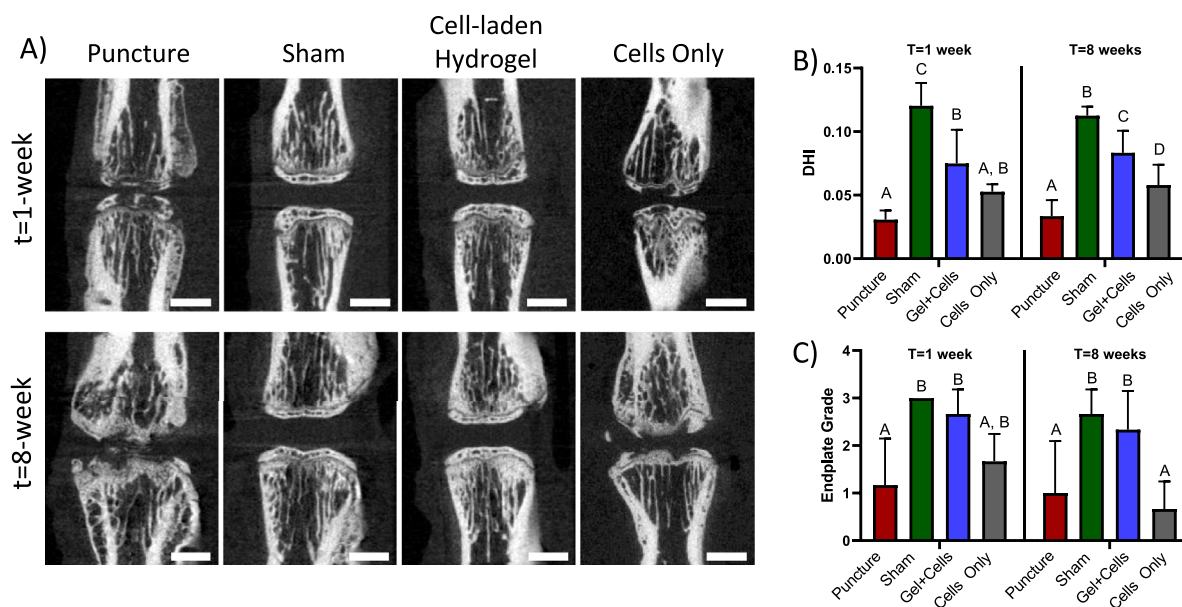 A)
Puncture
Sham
Cell-laden
Hydrogel
Cells Only
t=1-week
t=8-week
B)
T=1 week
T=8 weeks
DHI
0.15
0.10
0.05
0.00
A
C
B
A, B
A
B
C
D
Puncture
Sham
Gel+Cells
Cells Only
Puncture
Sham
Gel+Cells
Cells Only
C)
T=1 week
T=8 weeks
Endplate Grade
4
3
2
1
0
A
B
B
A, B
A
B
B
A
Puncture
Sham
Gel+Cells
Cells Only
Puncture
Sham
Gel+Cells
Cells Only